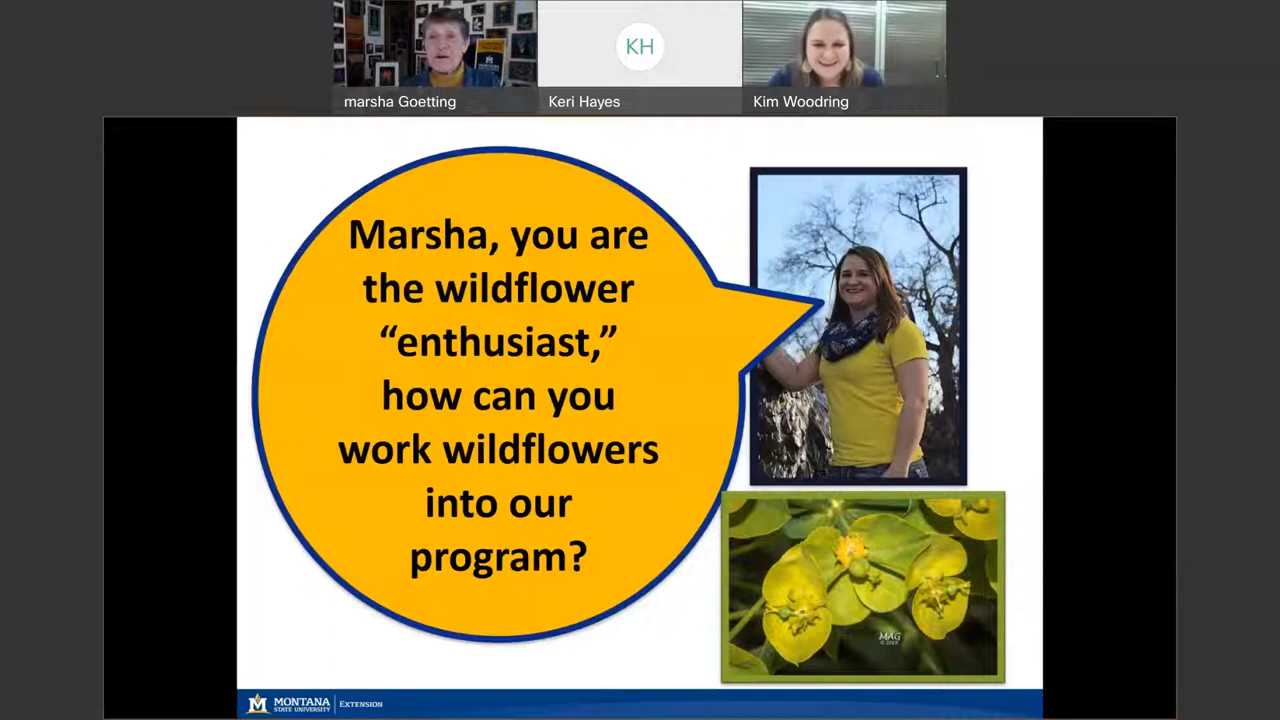 KH
marsha Goetting
Keri Hayes
Kim Woodring
Marsha, you are
the wildflower
“enthusiast,”
how can you
work wildflowers
into our
program?
MAG
M MONTANA
STATE UNIVERSITY
EXTENSION